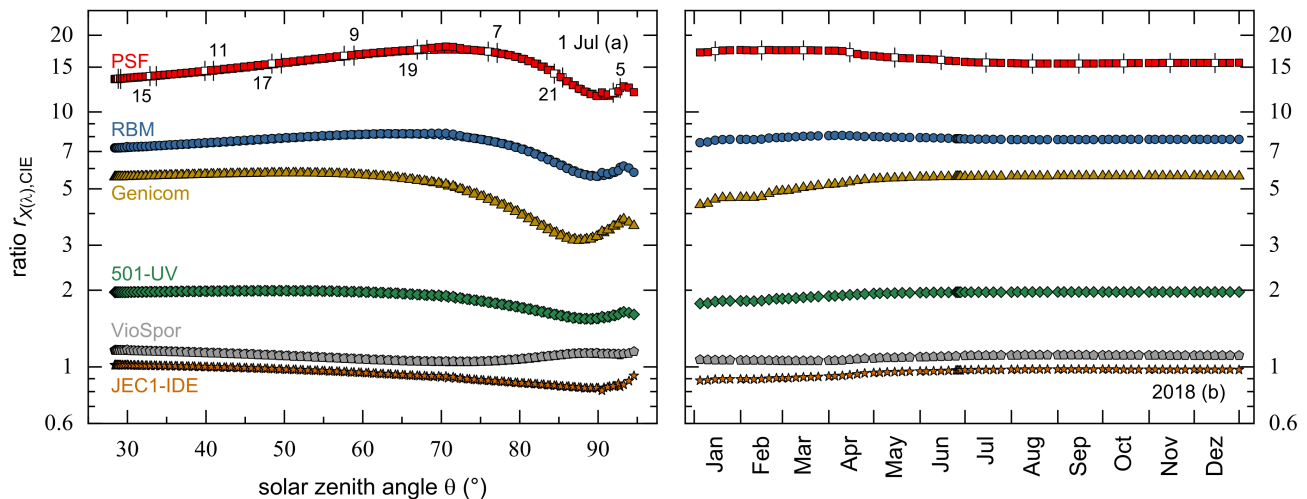 20
15
10
7
5
3
2
1
0.6
ratio rX(λ),CIE
PSF
RBM
Genicom
501-UV
VioSpor
JEC1-IDE
11
9
7
1 Jul (a)
15
17
19
21
5
30
40
50
60
70
80
90
solar zenith angle θ (°)
2018 (b)
20
15
10
7
5
3
2
1
0.6
Jan
Feb
Mar
Apr
May
Jun
Jul
Aug
Sep
Oct
Nov
Dez